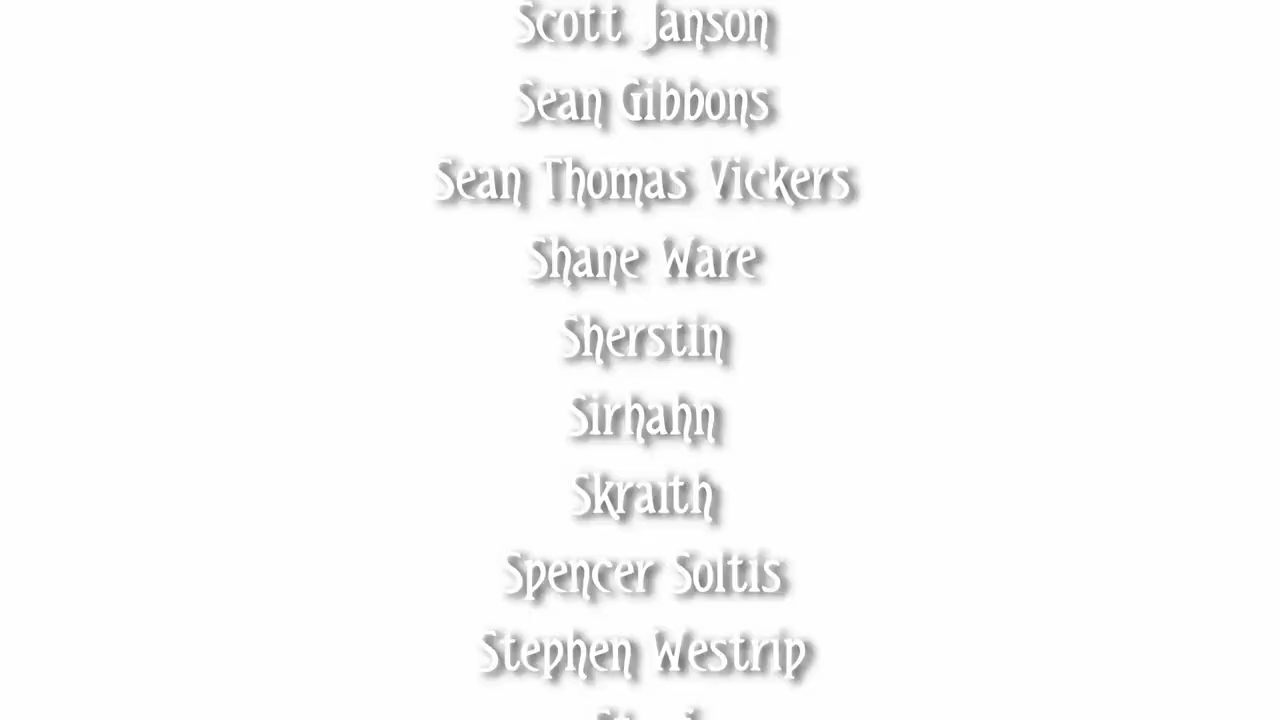 Scott Janson
Sean Gibbons
Sean Thomas Vickers
Shane Ware
Sherstin
Sirhahn
Skraith
Spencer Soltis
Stephen Westrip